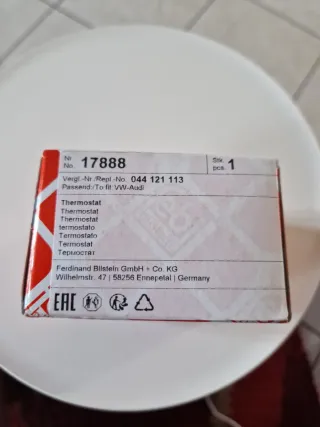 Nr. No. 17888 Stk. pcs. 1
Vergl.-Nr./Repl.-No. 044 121 113
Passend:/To fit VW-Audi
Thermostat
Thermostat
Thermostat
termostato
Termostato
Termostat
Термостат
Ferdinand Bilstein GmbH + Co. KG
Wilhelmstr. 47 | 58256 Ennepetal | Germany
EAC